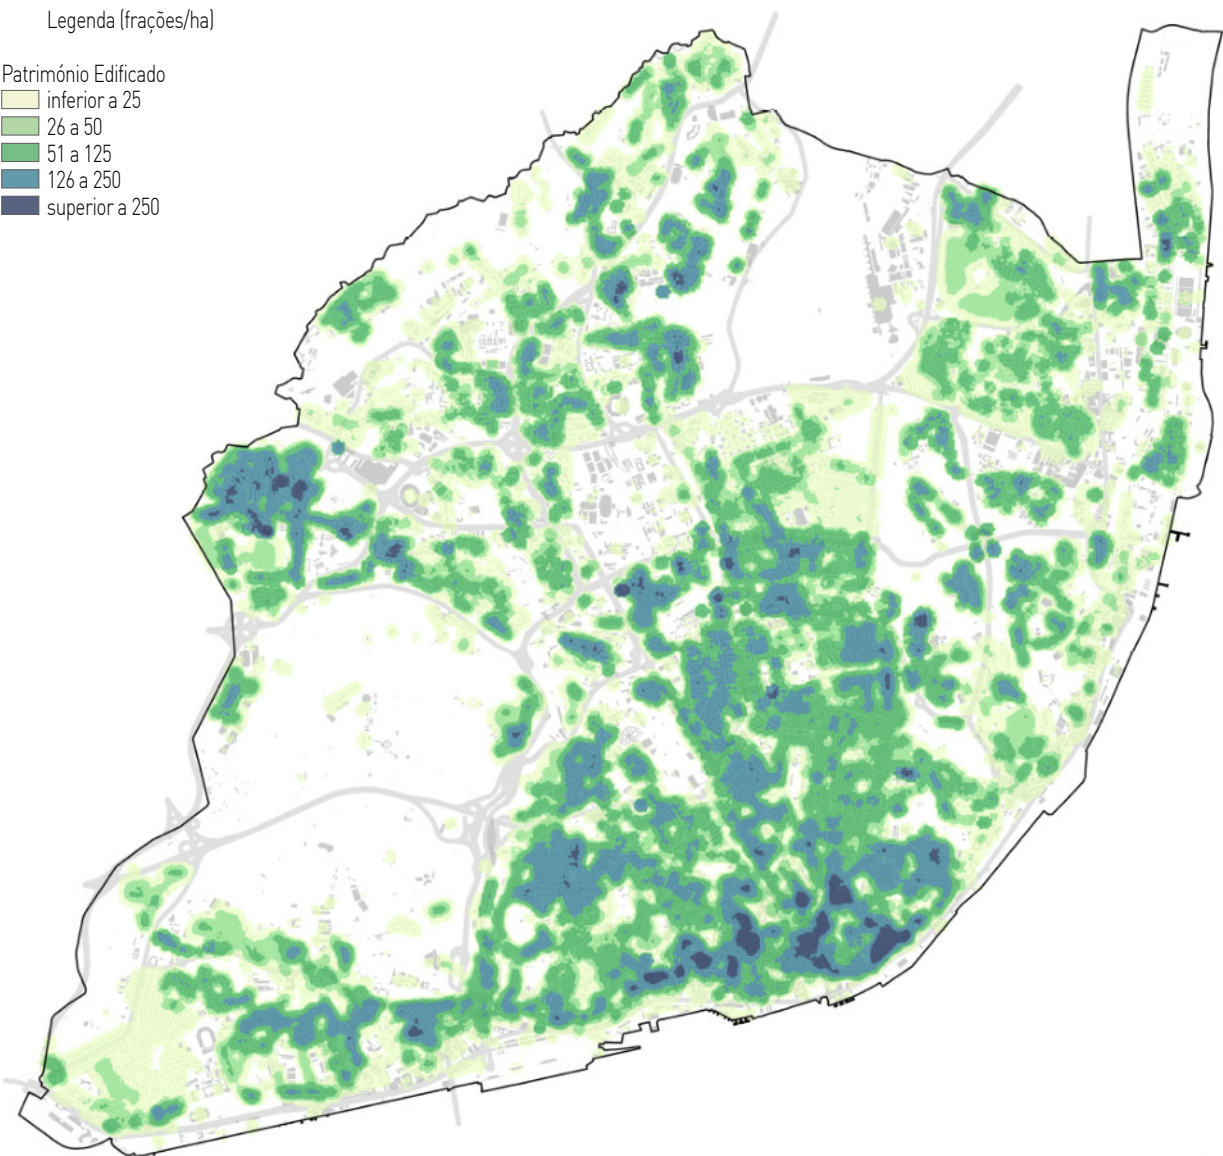 Legenda (frações/ha)
Património Edificado
inferior a 25
26 a 50
51 a 125
126 a 250
superior a 250